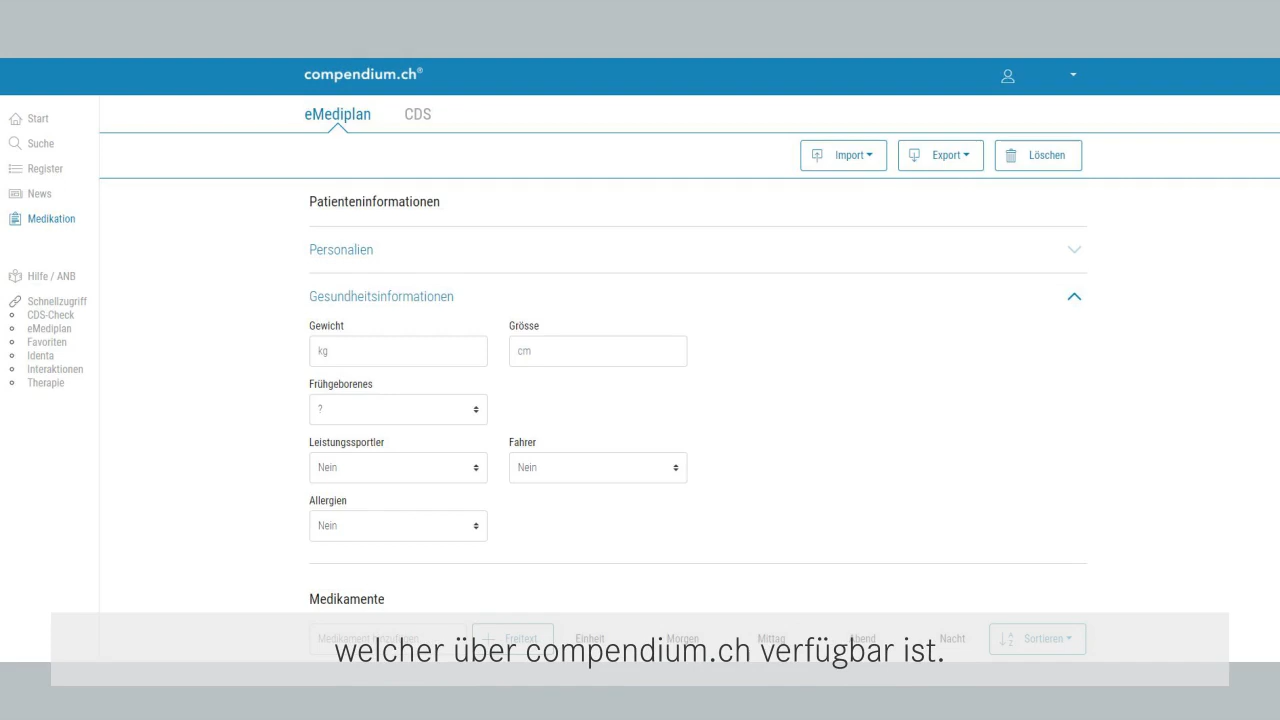 compendium.ch®
eMediplan CDS
Start
Suche
Register
News
Medikation
Hilfe / ANB
Schnellzugriff
CDS-Check
eMediplan
Favoriten
Identa
Interaktionen
Therapie
Import Export Löschen
Patienteninformationen
Personalien
Gesundheitsinformationen
Gewicht Grösse
kg cm
Frühgeborenes
?
Leistungssportler Fahrer
Nein Nein
Allergien
Nein
Medikamente
Medikament hinzufügen Freitext Einheit Morgen Mittag Abend Nacht Sortieren
welcher über compendium.ch verfügbar ist.